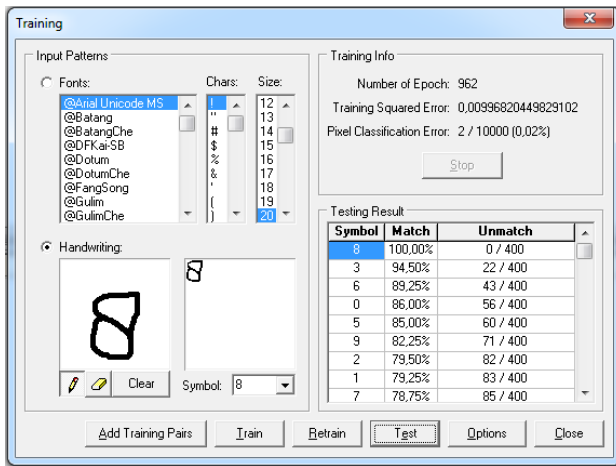 Training
Input Patterns
Fonts:
Chars:
Size:
@Arial Unicode MS
@Batang
@BatangChe
@DFKai-SB
@Dotum
@DotumChe
@FangSong
@Gulim
@GulimChe
!
"
#
$
%
&
'
(
)
12
13
14
15
16
17
18
19
20
Handwriting:
8
8
Clear
Symbol: 8
Training Info
Number of Epoch: 962
Training Squared Error: 0,00996820449829102
Pixel Classification Error: 2 / 10000 (0,02%)
Stop
Testing Result
Symbol Match Unmatch
8 100,00% 0 / 400
3 94,50% 22 / 400
6 89,25% 43 / 400
0 86,00% 56 / 400
5 85,00% 60 / 400
9 82,25% 71 / 400
2 79,50% 82 / 400
1 79,25% 83 / 400
7 78,75% 85 / 400
Add Training Pairs Train Retrain Test Options Close